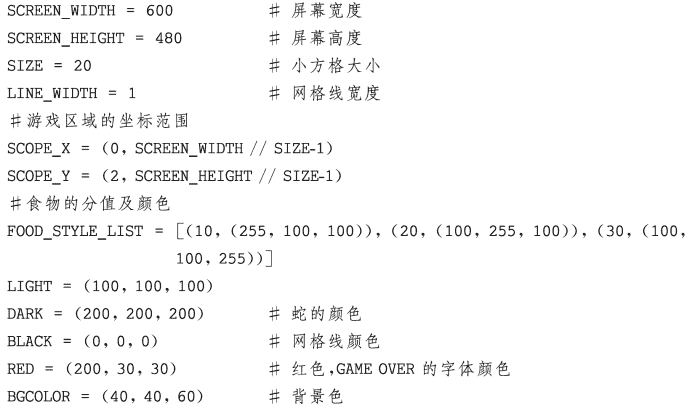 SCREEN_WIDTH = 600 # 屏幕宽度
SCREEN_HEIGHT = 480 # 屏幕高度
SIZE = 20 # 小方格大小
LINE_WIDTH = 1 # 网格线宽度
#游戏区域的坐标范围
SCOPE_X = (0, SCREEN_WIDTH // SIZE-1)
SCOPE_Y = (2, SCREEN_HEIGHT // SIZE-1)
#食物的分值及颜色
FOOD_STYLE_LIST = [(10, (255, 100, 100)), (20, (100, 255, 100)), (30, (100,
100, 255))]
LIGHT = (100, 100, 100)
DARK = (200, 200, 200) # 蛇的颜色
BLACK = (0, 0, 0) # 网格线颜色
RED = (200, 30, 30) # 红色,GAME OVER 的字体颜色
BGCOLOR = (40, 40, 60) # 背景色